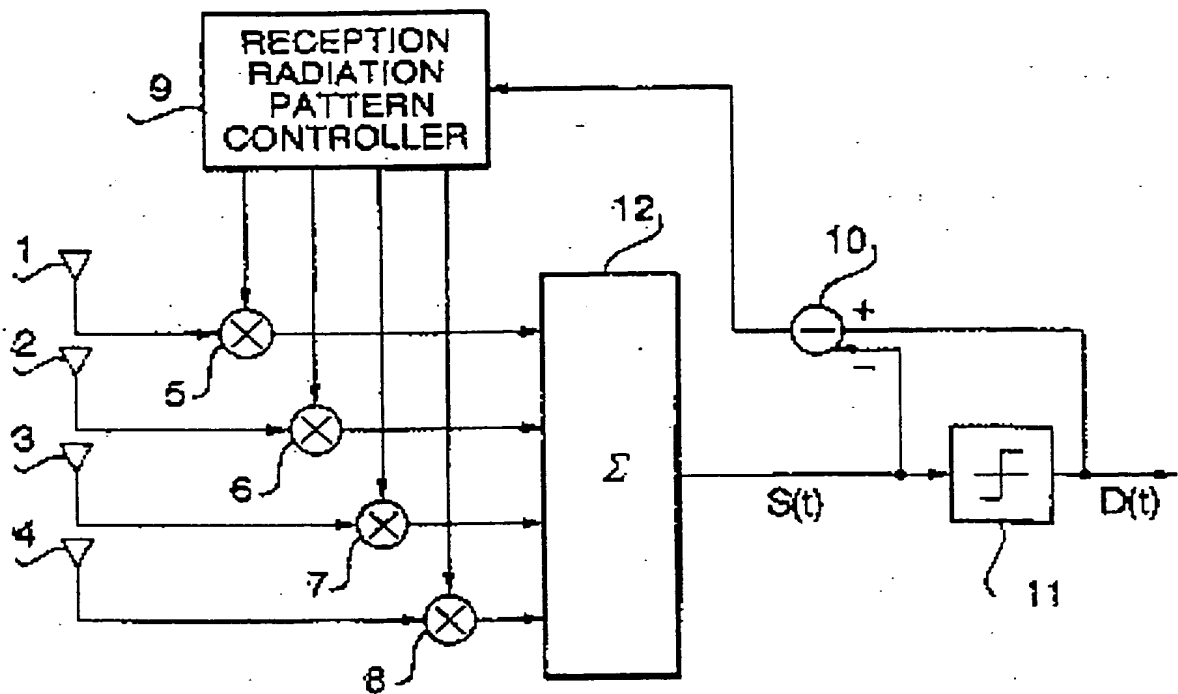 RECEPTION
RADIATION
PATTERN
CONTROLLER
9
12
1
10
+
2
5
−
3
6
Σ
S(t)
D(t)
4
7
11
8